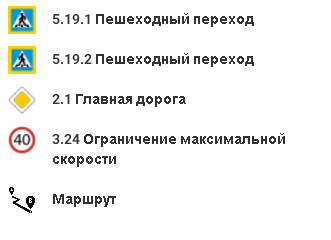 5.19.1 Пешеходный переход
5.19.2 Пешеходный переход
2.1 Главная дорога
40 3.24 Ограничение максимальной
скорости
Маршрут